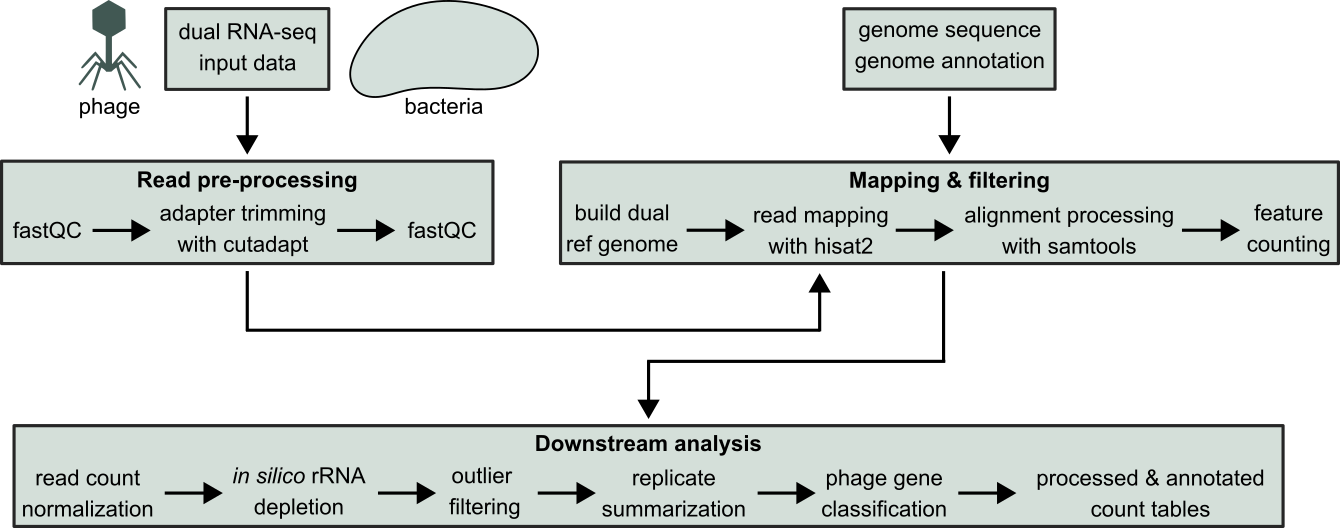 phage
dual RNA-seq
input data
bacteria
genome sequence
genome annotation
Read pre-processing
fastQC
adapter trimming
with cutadapt
fastQC
Mapping & filtering
build dual
ref genome
read mapping
with hisat2
alignment processing
with samtools
feature
counting
Downstream analysis
read count
normalization
in silico rRNA
depletion
outlier
filtering
replicate
summarization
phage gene
classification
processed & annotated
count tables